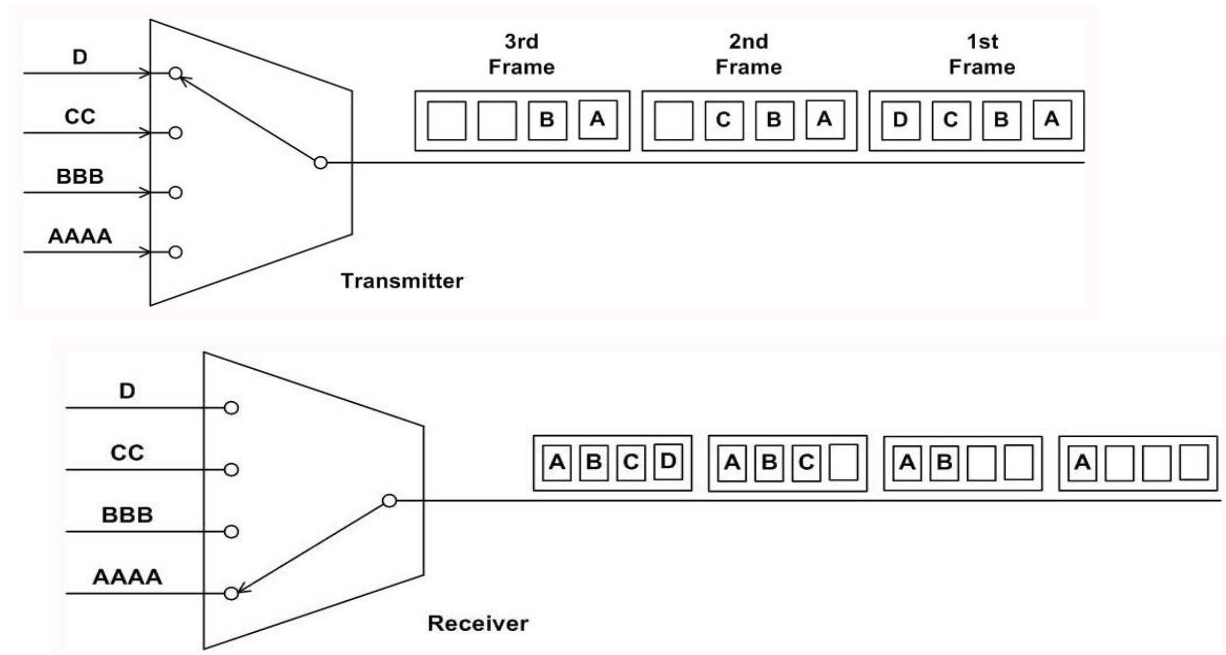 D
CC
BBB
AAAA
3rd Frame
2nd Frame
1st Frame
B A
C B A
D C B A
Transmitter
D
CC
BBB
AAAA
A B C D
A B C
A B
A
Receiver